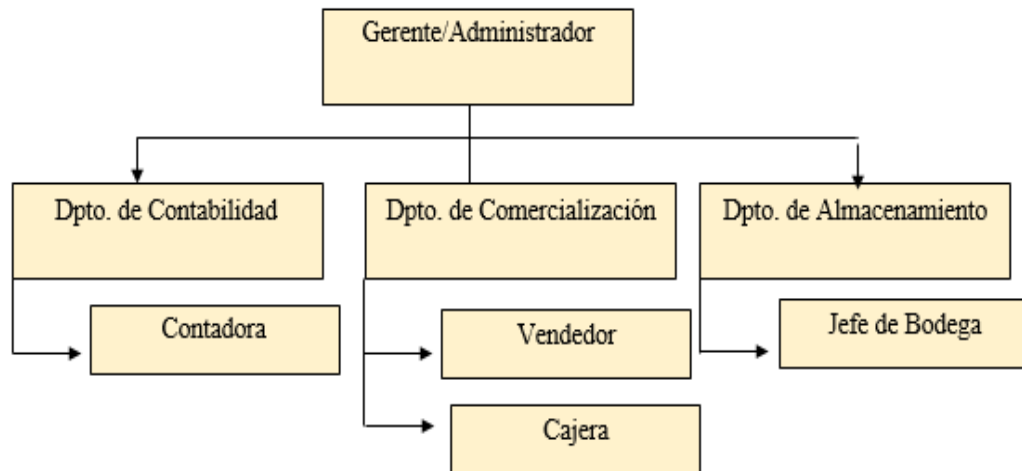 Gerente/Administrador
Dpto. de Contabilidad
Dpto. de Comercialización
Dpto. de Almacenamiento
Contadora
Vendedor
Jefe de Bodega
Cajera